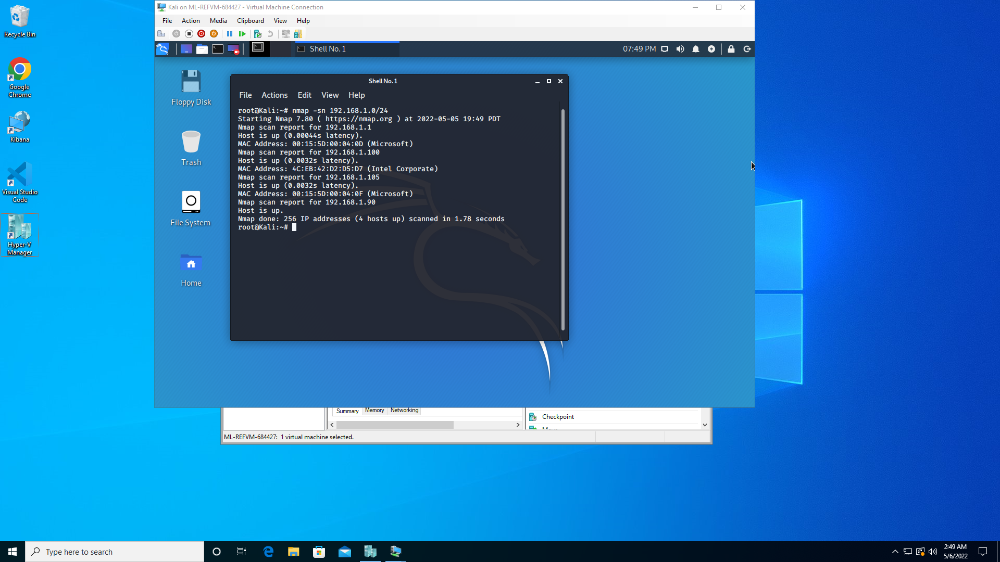 Recycle Bin
Google
Chrome
Kibana
Visual Studio
Code
Hyper-V
Manager
Kali on ML-REFVM-684427 - Virtual Machine Connection
File Action Media Clipboard View Help
Shell No. 1
07:49 PM
Floppy Disk
Trash
File System
Home
Shell No.1
File Actions Edit View Help
root@Kali:~# nmap -sn 192.168.1.0/24
Starting Nmap 7.80 ( https://nmap.org ) at 2022-05-05 19:49 PDT
Nmap scan report for 192.168.1.1
Host is up (0.00044s latency).
MAC Address: 00:15:5D:00:04:0D (Microsoft)
Nmap scan report for 192.168.1.100
Host is up (0.0032s latency).
MAC Address: 4C:EB:42:D2:D5:D7 (Intel Corporate)
Nmap scan report for 192.168.1.105
Host is up (0.0032s latency).
MAC Address: 00:15:5D:00:04:0F (Microsoft)
Nmap scan report for 192.168.1.90
Host is up.
Nmap done: 256 IP addresses (4 hosts up) scanned in 1.78 seconds
root@Kali:~#
Summary Memory Networking
Checkpoint
ML-REFVM-684427: 1 virtual machine selected.
Type here to search
2:49 AM
5/6/2022